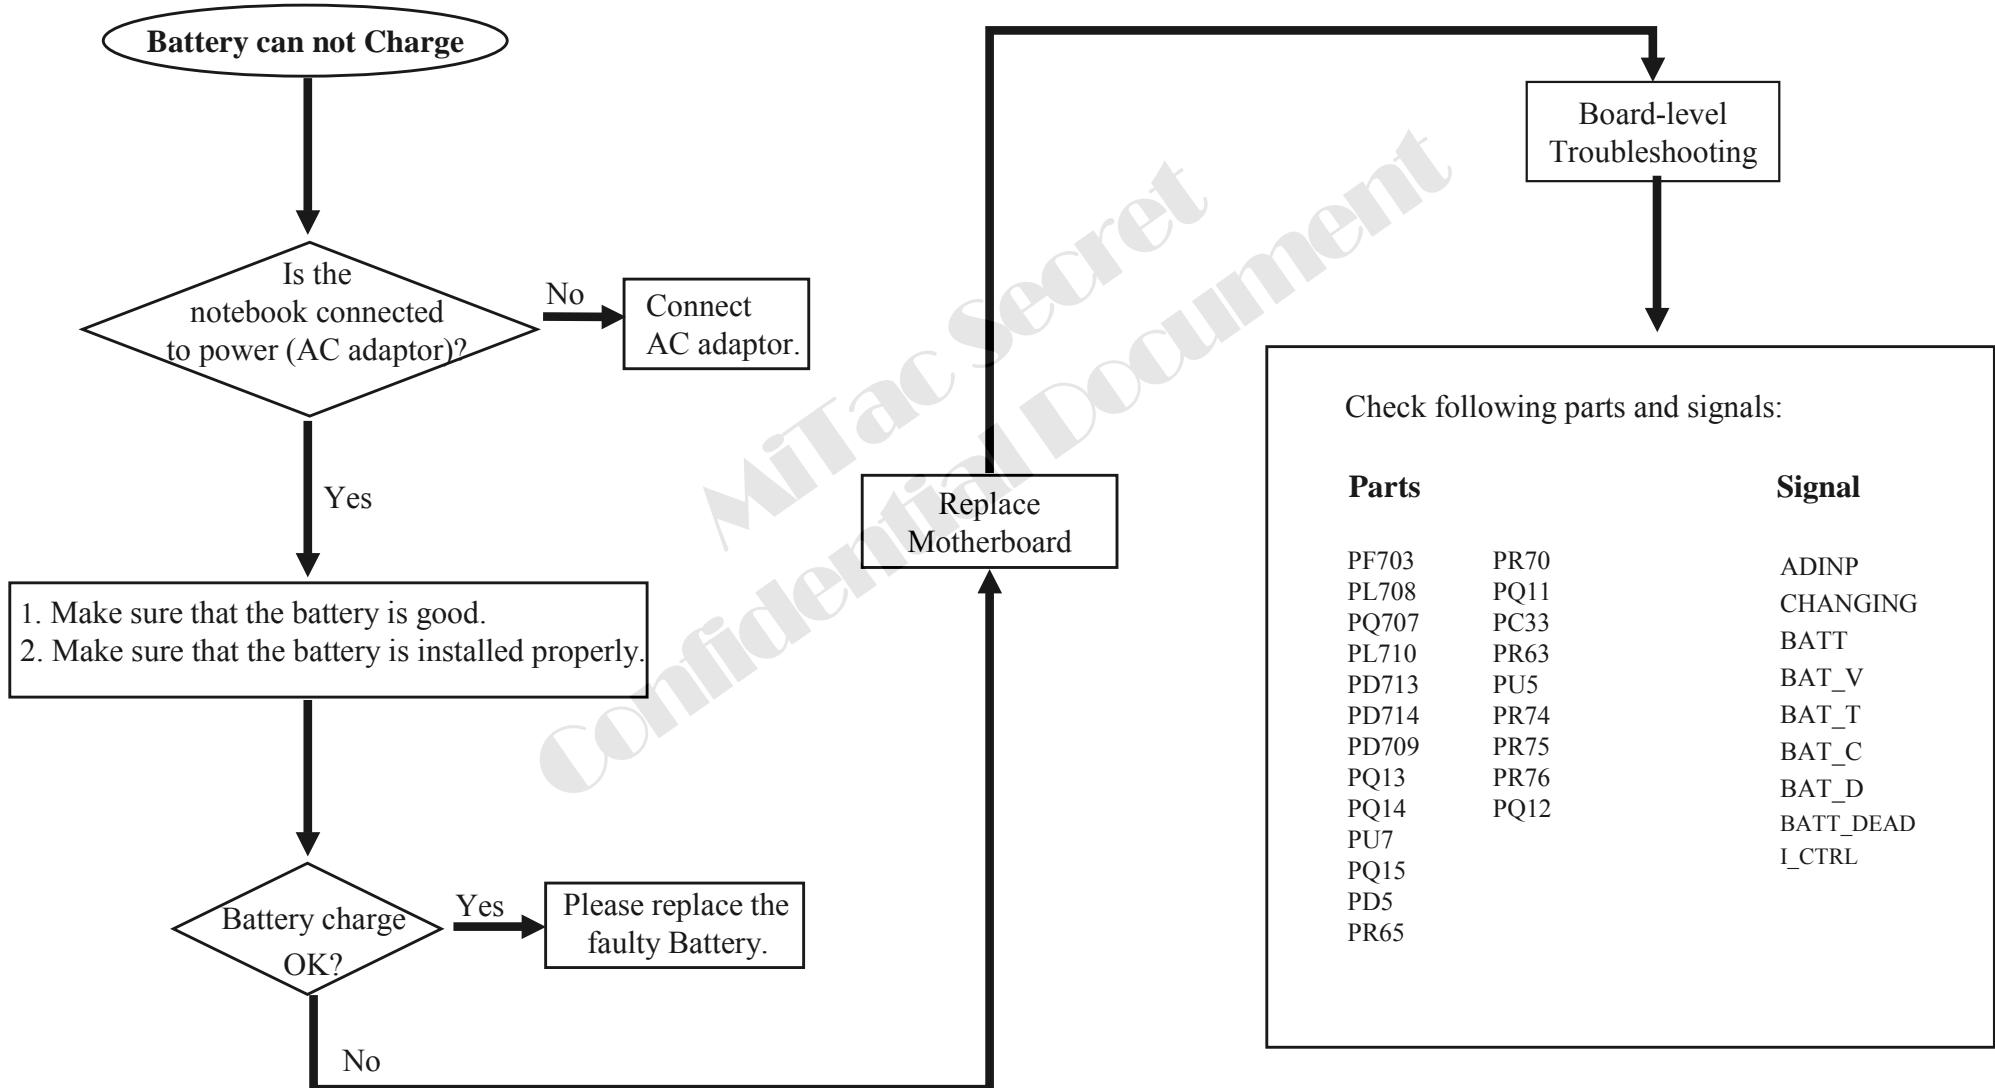 Battery can not Charge
Is the
notebook connected
to power (AC adaptor)?
No
Connect
AC adaptor.
Yes
1. Make sure that the battery is good.
2. Make sure that the battery is installed properly.
Battery charge
OK?
Yes
Please replace the
faulty Battery.
No
Replace
Motherboard
Board-level
Troubleshooting
Check following parts and signals:
Parts
PF703
PL708
PQ707
PL710
PD713
PD714
PD709
PQ13
PQ14
PU7
PQ15
PD5
PR65
PR70
PQ11
PC33
PR63
PU5
PR74
PR75
PR76
PQ12
Signal
ADINP
CHANGING
BATT
BAT_V
BAT_T
BAT_C
BAT_D
BATT_DEAD
I_CTRL
MiTac Secret
Confidential Document